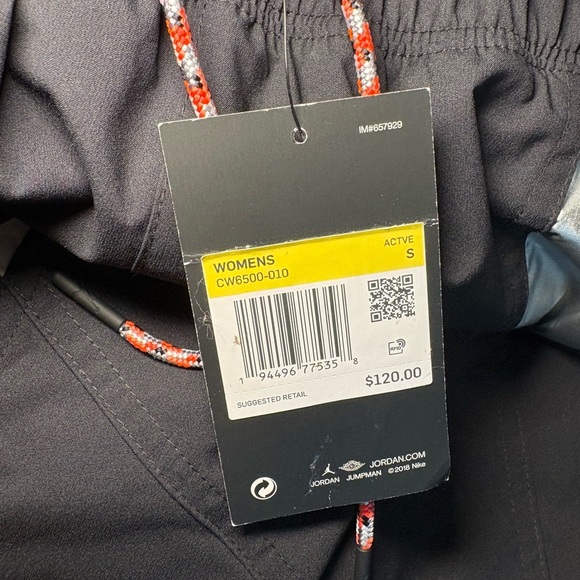 IM#657929
WOMENS ACTVE
CW6500-010 S
RFID
1 94496 77535 8
$120.00
SUGGESTED RETAIL
JORDAN.COM
JORDAN JUMPMAN ©2018 Nike